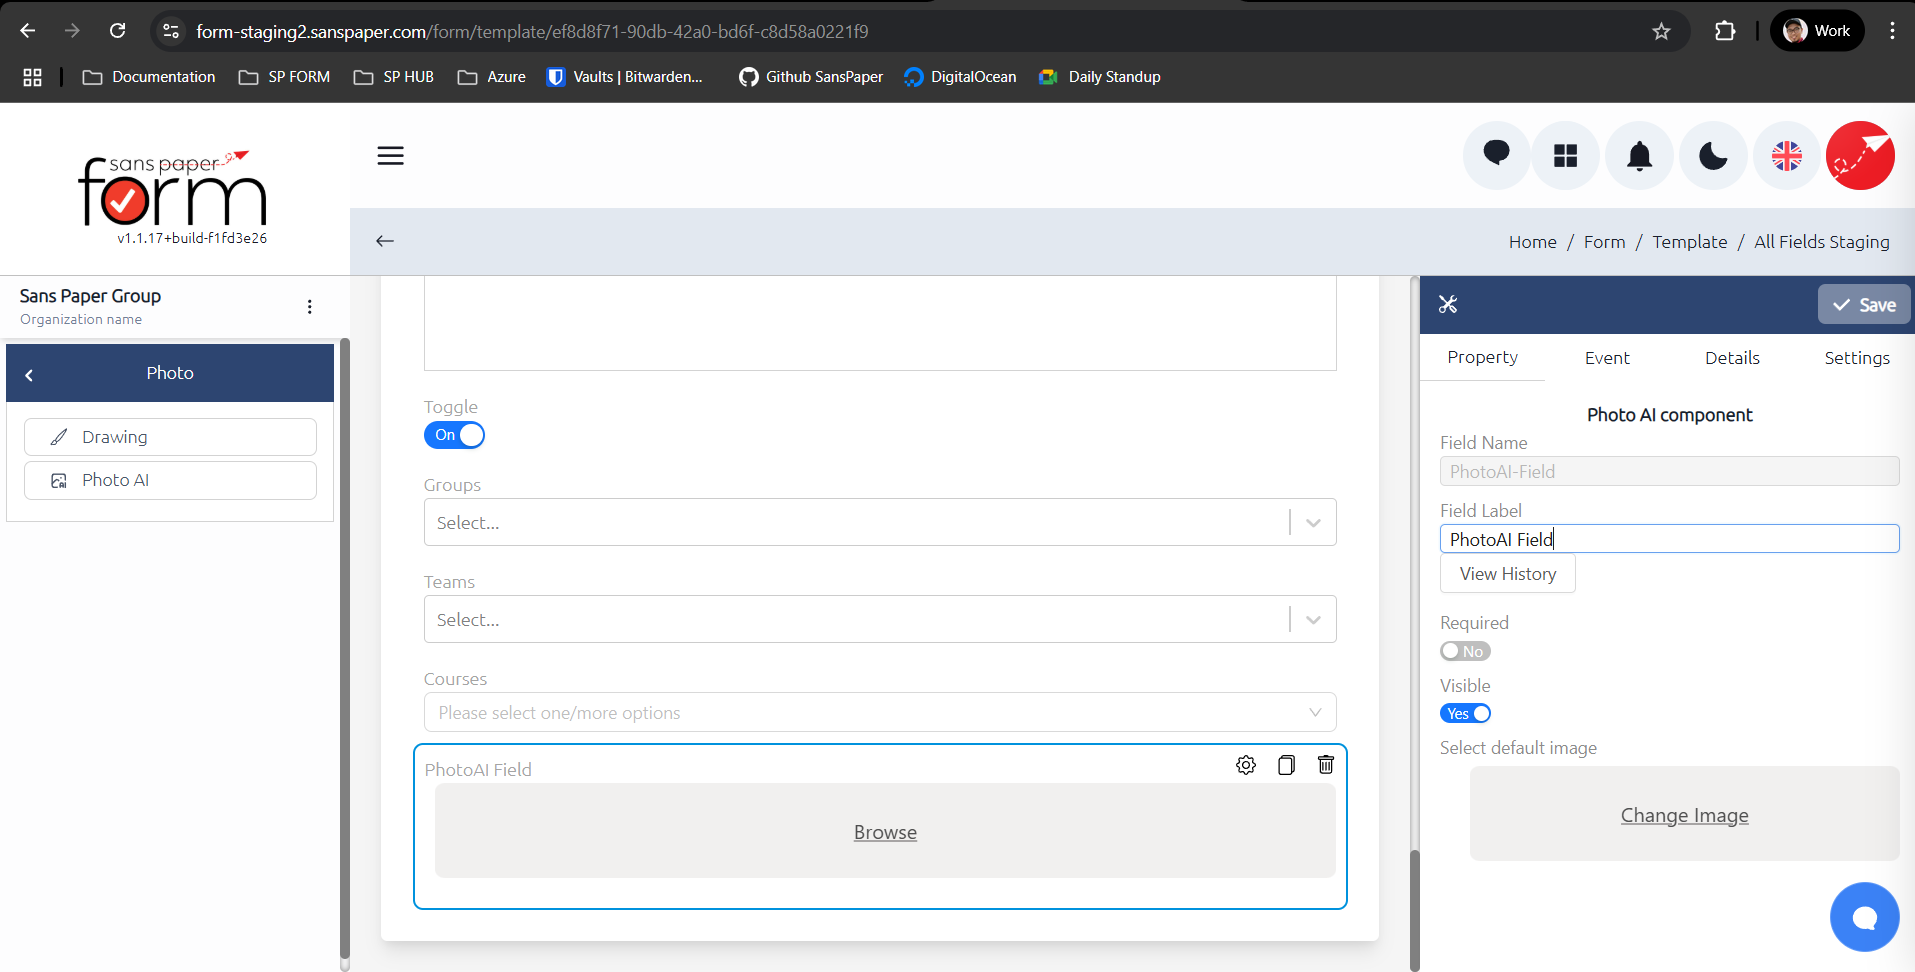 form-staging2.sanspaper.com/form/template/ef8d8f71-90db-42a0-bd6f-c8d58a0221f9
Work
Documentation
SP FORM
SP HUB
Azure
Vaults | Bitwarden...
Github SansPaper
DigitalOcean
Daily Standup
sans paper
form
v1.1.17+build-f1fd3e26
Home / Form / Template / All Fields Staging
Sans Paper Group
Organization name
Photo
Drawing
Photo AI
Toggle
On
Groups
Select...
Teams
Select...
Courses
Please select one/more options
PhotoAI Field
Browse
Save
Property
Event
Details
Settings
Photo AI component
Field Name
PhotoAI-Field
Field Label
PhotoAI Field
View History
Required
No
Visible
Yes
Select default image
Change Image